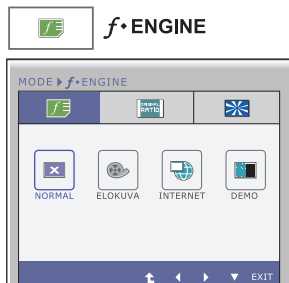 f•ENGINE
MODE f•ENGINE
ORIGINAL RATIO
NORMAL ELOKUVA INTERNET DEMO
EXIT